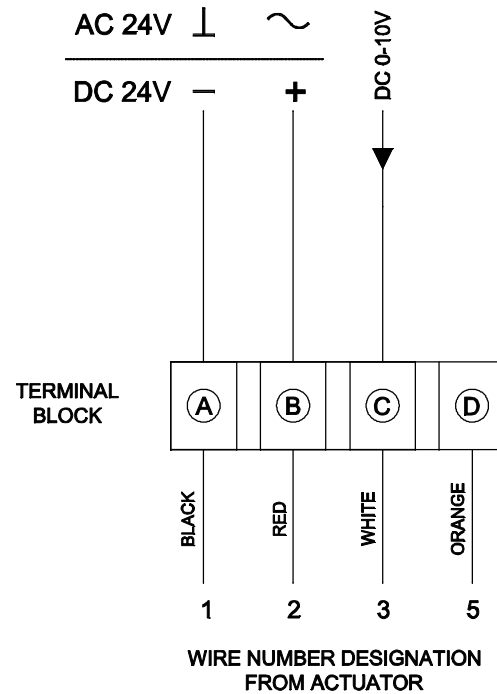 AC 24V ⊥ ~
DC 24V − +
DC 0-10V
TERMINAL
BLOCK
A B C D
BLACK RED WHITE ORANGE
1 2 3 5
WIRE NUMBER DESIGNATION
FROM ACTUATOR